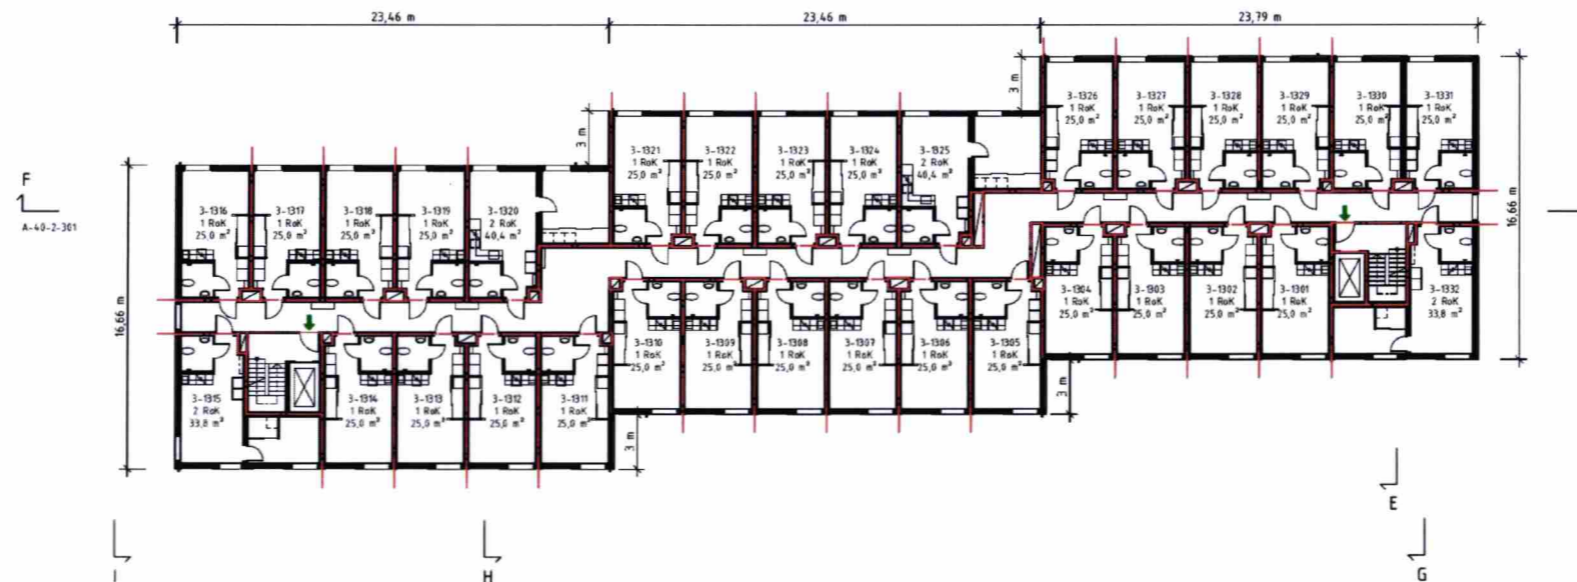 23,46 m
23,46 m
23,79 m
3 m
3-1326
1 RoK
25,0 m²
3-1327
1 RoK
25,0 m²
3-1328
1 RoK
25,0 m²
3-1329
1 RoK
25,0 m²
3-1330
1 RoK
25,0 m²
3-1331
1 RoK
25,0 m²
3 m
3-1321
1 RoK
25,0 m²
3-1322
1 RoK
25,0 m²
3-1323
1 RoK
25,0 m²
3-1324
1 RoK
25,0 m²
3-1325
2 RoK
40,4 m²
F
A-40-2-301
3-1316
1 RoK
25,0 m²
3-1317
1 RoK
25,0 m²
3-1318
1 RoK
25,0 m²
3-1319
1 RoK
25,0 m²
3-1320
2 RoK
40,4 m²
16,66 m
16,66 m
3-1304
1 RoK
25,0 m²
3-1303
1 RoK
25,0 m²
3-1302
1 RoK
25,0 m²
3-1301
1 RoK
25,0 m²
3-1332
2 RoK
33,8 m²
3-1310
1 RoK
25,0 m²
3-1309
1 RoK
25,0 m²
3-1308
1 RoK
25,0 m²
3-1307
1 RoK
25,0 m²
3-1306
1 RoK
25,0 m²
3-1305
1 RoK
25,0 m²
3 m
3-1315
2 RoK
33,8 m²
3-1314
1 RoK
25,0 m²
3-1313
1 RoK
25,0 m²
3-1312
1 RoK
25,0 m²
3-1311
1 RoK
25,0 m²
3 m
E
H
G